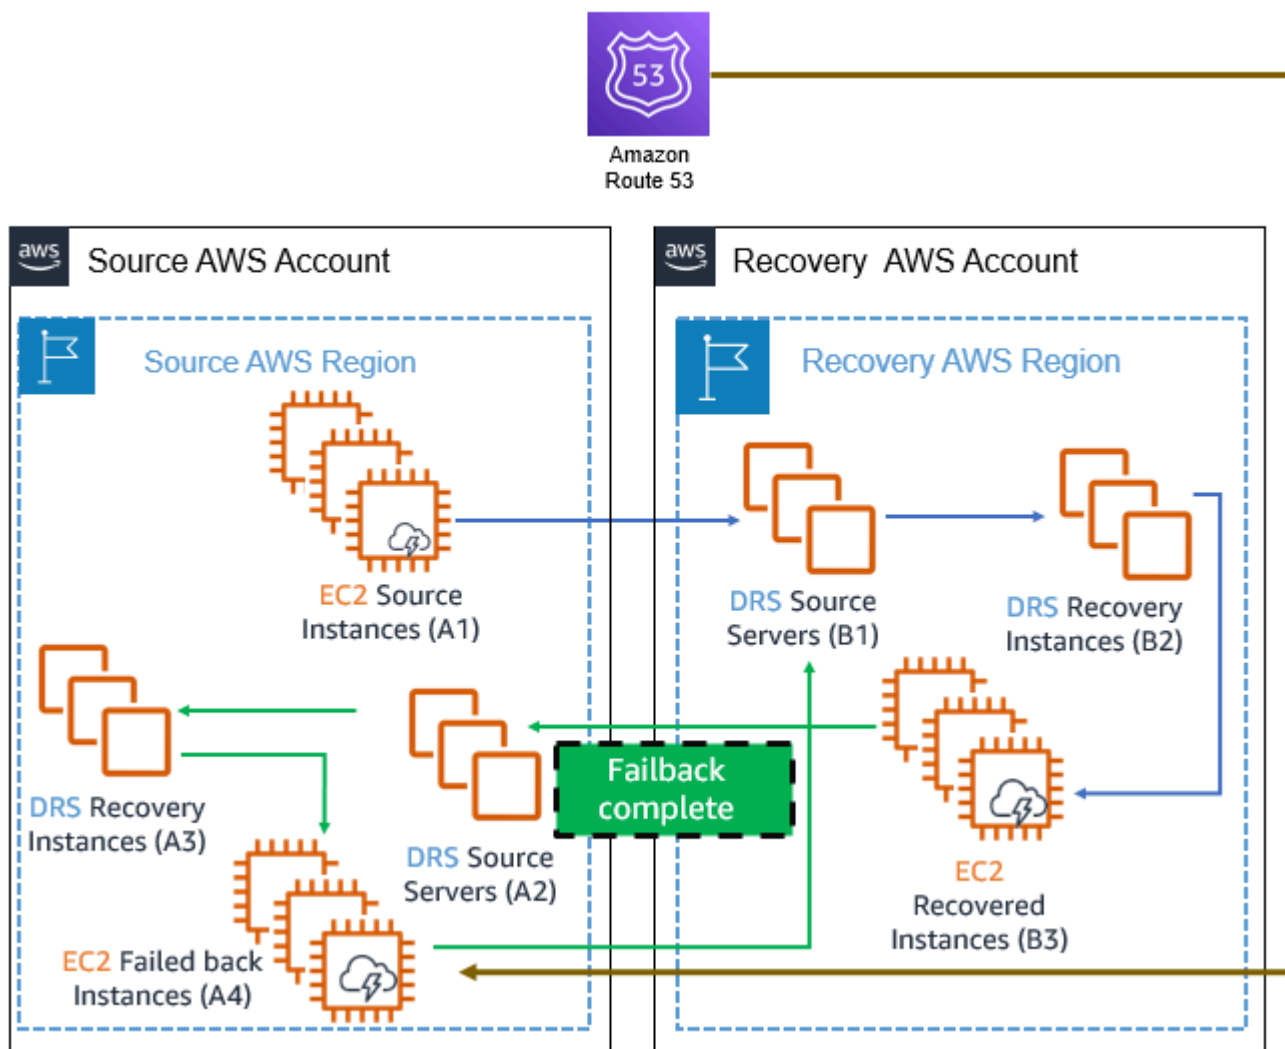 53
Amazon
Route 53
aws
Source AWS Account
aws
Recovery AWS Account
Source AWS Region
Recovery AWS Region
EC2 Source
Instances (A1)
DRS Source
Servers (B1)
DRS Recovery
Instances (B2)
Failback
complete
DRS Recovery
Instances (A3)
DRS Source
Servers (A2)
EC2
Recovered
Instances (B3)
EC2 Failed back
Instances (A4)